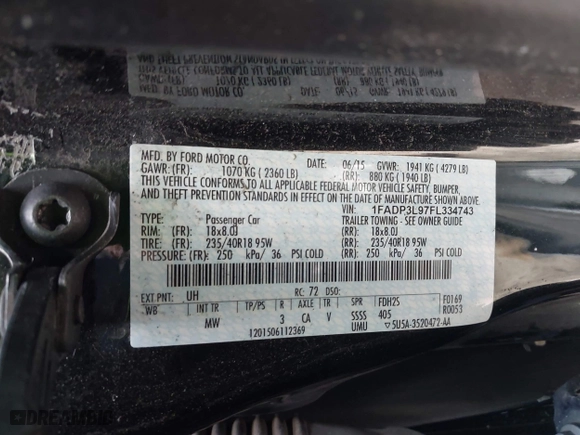 MFD. BY FORD MOTOR CO.
DATE: 06/15 GVWR: 1941 KG ( 4279 LB)
GAWR: (FR): 1070 KG ( 2360 LB) (RR): 880 KG ( 1940 LB)
THIS VEHICLE CONFORMS TO ALL APPLICABLE FEDERAL MOTOR VEHICLE SAFETY, BUMPER,
AND THEFT PREVENTION STANDARDS IN EFFECT ON THE DATE OF MANUFACTURE SHOWN ABOVE.
VIN: 1FADP3L97FL334743
TYPE: Passenger Car TRAILER TOWING - SEE OWNER GUIDE
RIM: (FR): 18x8.0J (RR): 18x8.0J
TIRE: (FR): 235/40R18 95W (RR): 235/40R18 95W
PRESSURE: (FR): 250 kPa/ 36 PSI COLD (RR): 250 kPa/ 36 PSI COLD
EXT PNT: UH RC: 72 DSO: F0169
WB INT TR TP/PS R AXLE TR SPR FDH2S R0053
MW 3 CA V SSSS 405
1201506112369 UMU 5U5A-3520472-AA
DREAMBID